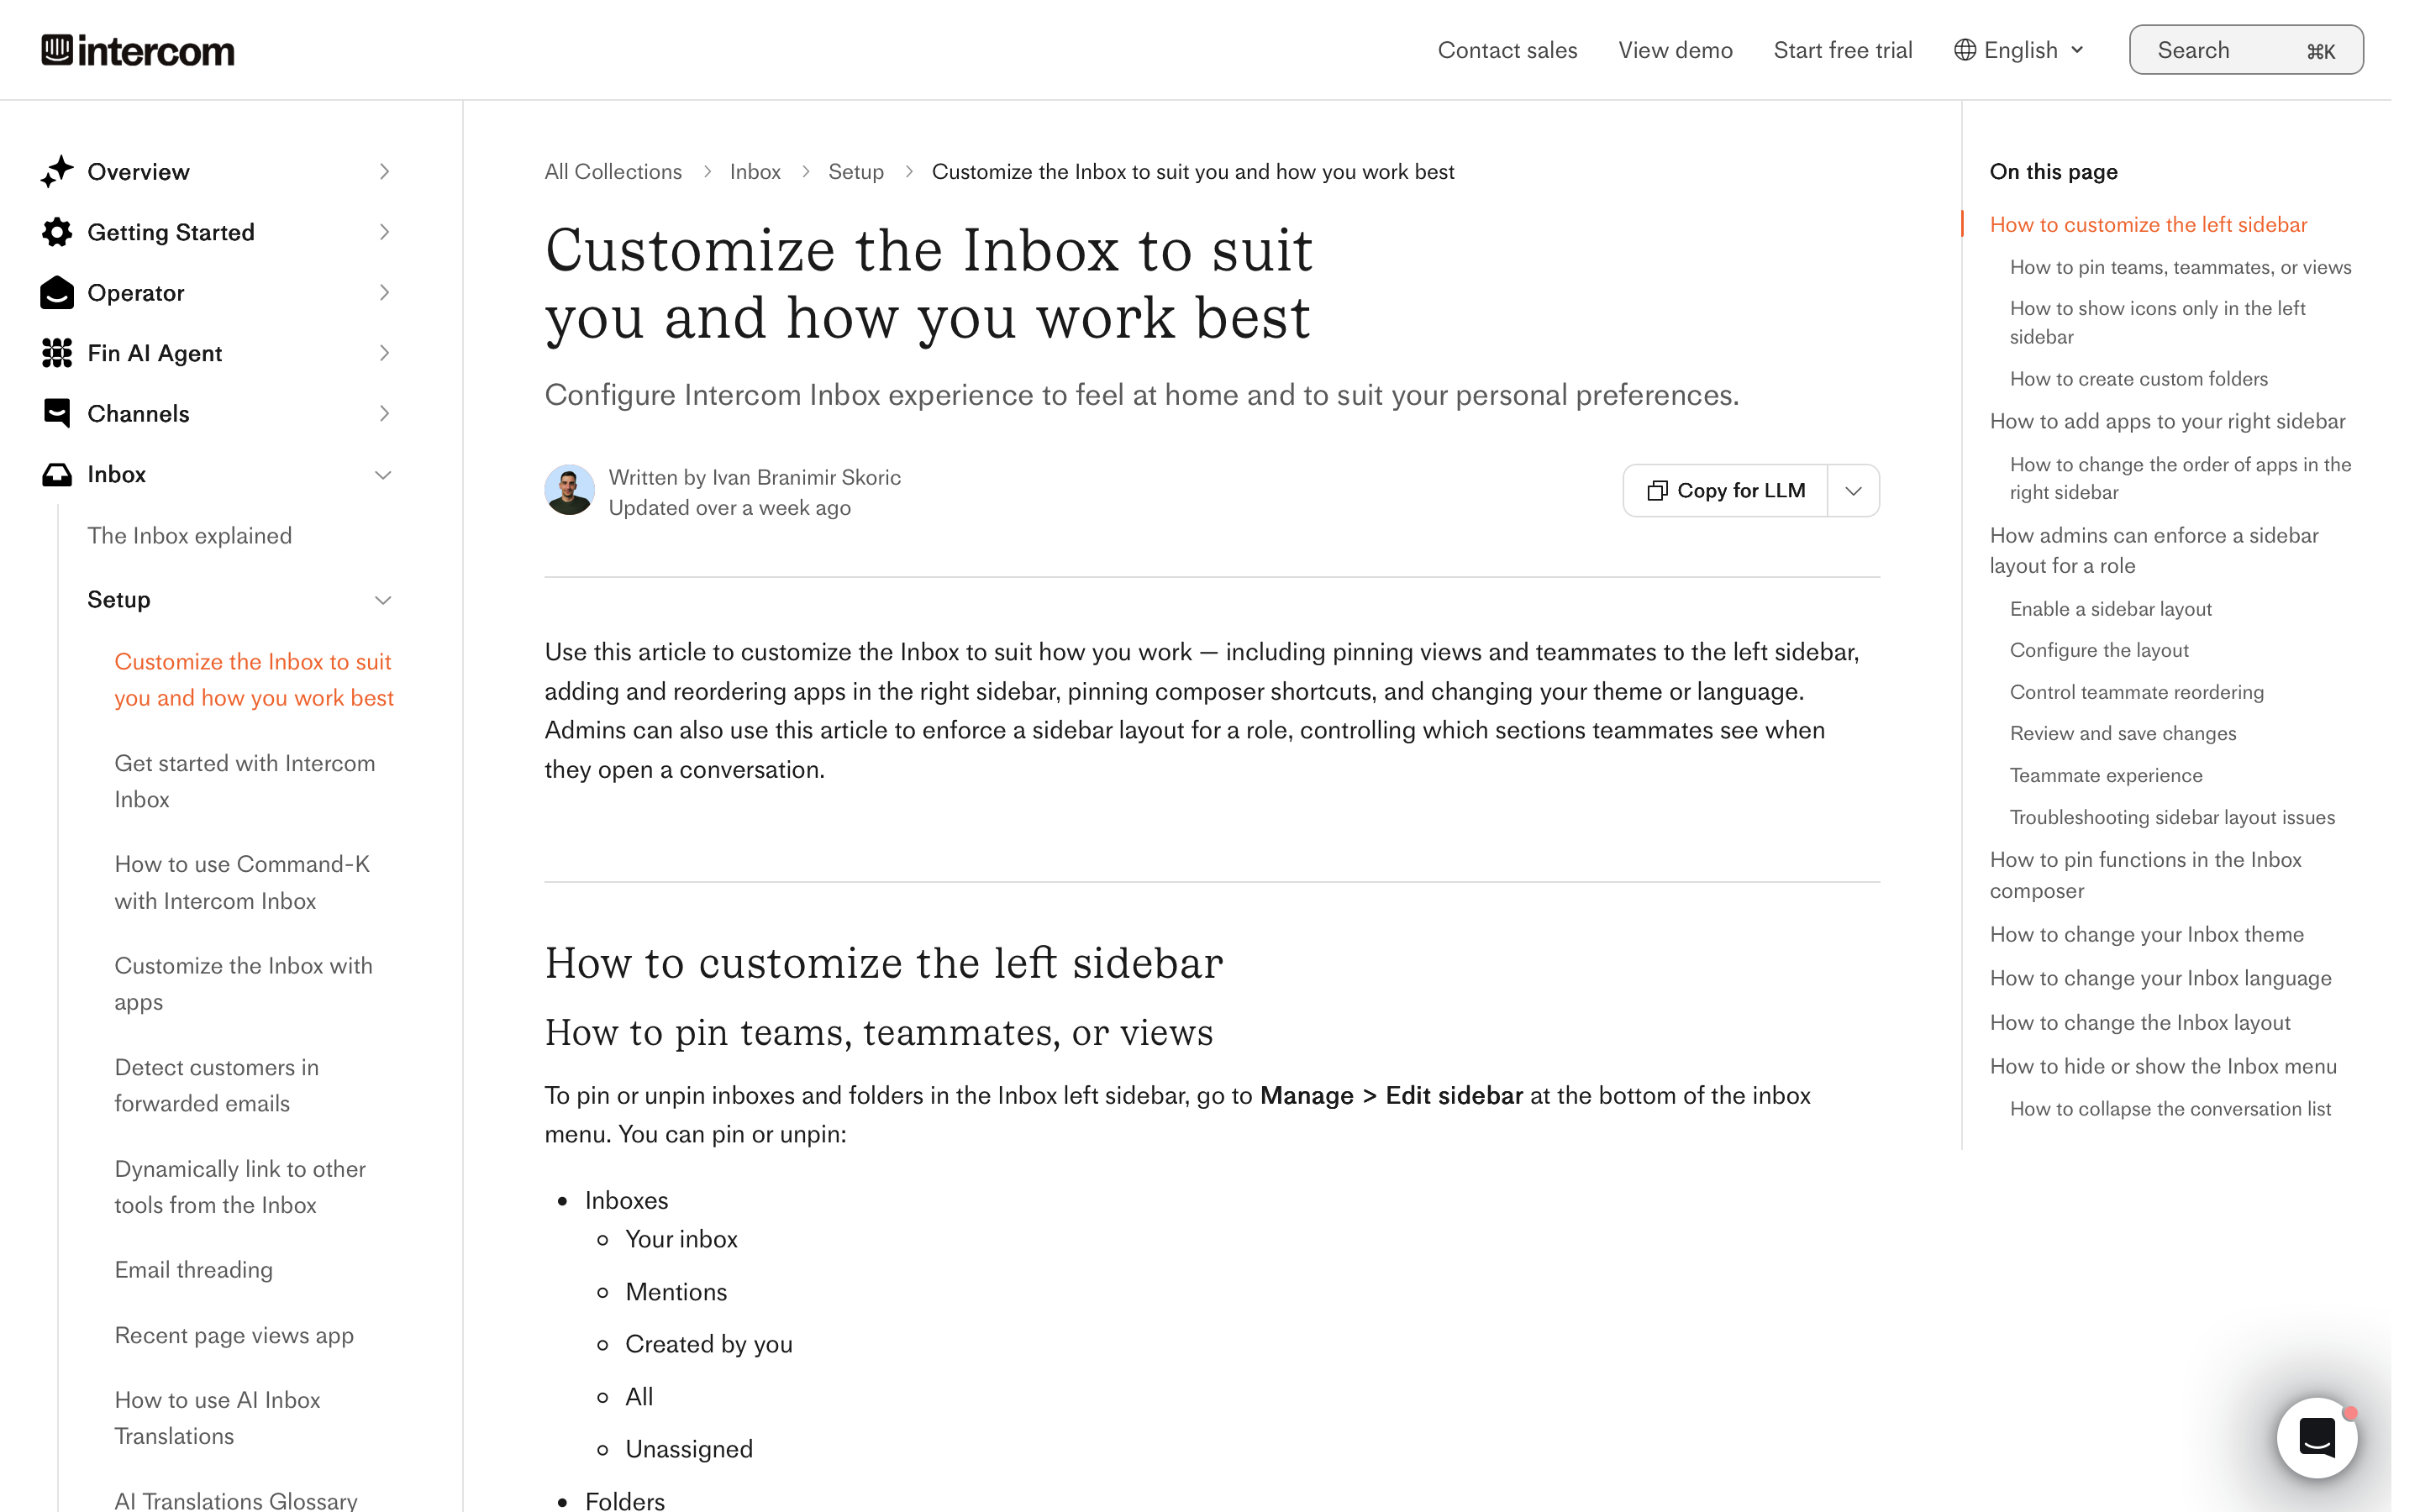 intercom
Contact sales
View demo
Start free trial
English
Search ⌘K
Overview
Getting Started
Operator
Fin AI Agent
Channels
Inbox
The Inbox explained
Setup
Customize the Inbox to suit
you and how you work best
Get started with Intercom
Inbox
How to use Command-K
with Intercom Inbox
Customize the Inbox with
apps
Detect customers in
forwarded emails
Dynamically link to other
tools from the Inbox
Email threading
Recent page views app
How to use AI Inbox
Translations
AI Translations Glossary
All Collections > Inbox > Setup > Customize the Inbox to suit you and how you work best
Customize the Inbox to suit
you and how you work best
Configure Intercom Inbox experience to feel at home and to suit your personal preferences.
Written by Ivan Branimir Skoric
Updated over a week ago
Copy for LLM
Use this article to customize the Inbox to suit how you work — including pinning views and teammates to the left sidebar,
adding and reordering apps in the right sidebar, pinning composer shortcuts, and changing your theme or language.
Admins can also use this article to enforce a sidebar layout for a role, controlling which sections teammates see when
they open a conversation.
How to customize the left sidebar
How to pin teams, teammates, or views
To pin or unpin inboxes and folders in the Inbox left sidebar, go to Manage > Edit sidebar at the bottom of the inbox
menu. You can pin or unpin:
Inboxes
Your inbox
Mentions
Created by you
All
Unassigned
Folders
On this page
How to customize the left sidebar
How to pin teams, teammates, or views
How to show icons only in the left
sidebar
How to create custom folders
How to add apps to your right sidebar
How to change the order of apps in the
right sidebar
How admins can enforce a sidebar
layout for a role
Enable a sidebar layout
Configure the layout
Control teammate reordering
Review and save changes
Teammate experience
Troubleshooting sidebar layout issues
How to pin functions in the Inbox
composer
How to change your Inbox theme
How to change your Inbox language
How to change the Inbox layout
How to hide or show the Inbox menu
How to collapse the conversation list